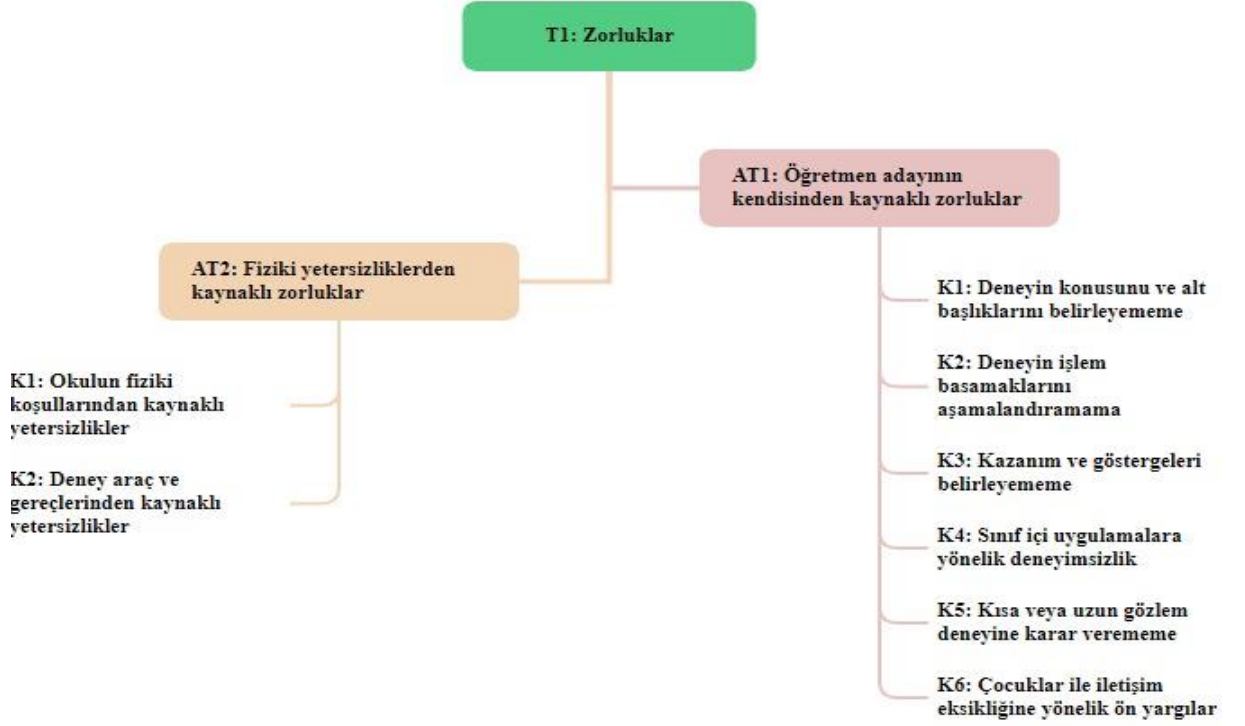 T1: Zorluklar
AT1: Öğretmen adayının
kendisinden kaynaklı zorluklar
K1: Deneyin konusunu ve alt
başlıklarını belirleyememe
K2: Deneyin işlem
basamaklarını
aşamalandıramama
K3: Kazanım ve göstergeleri
belirleyememe
K4: Sınıf içi uygulamalara
yönelik deneyimsizlik
K5: Kısa veya uzun gözlem
deneyine karar verememe
K6: Çocuklar ile iletişim
eksikliğine yönelik ön yargılar
AT2: Fiziki yetersizliklerden
kaynaklı zorluklar
K1: Okulun fiziki
koşullarından kaynaklı
yetersizlikler
K2: Deney araç ve
gereçlerinden kaynaklı
yetersizlikler